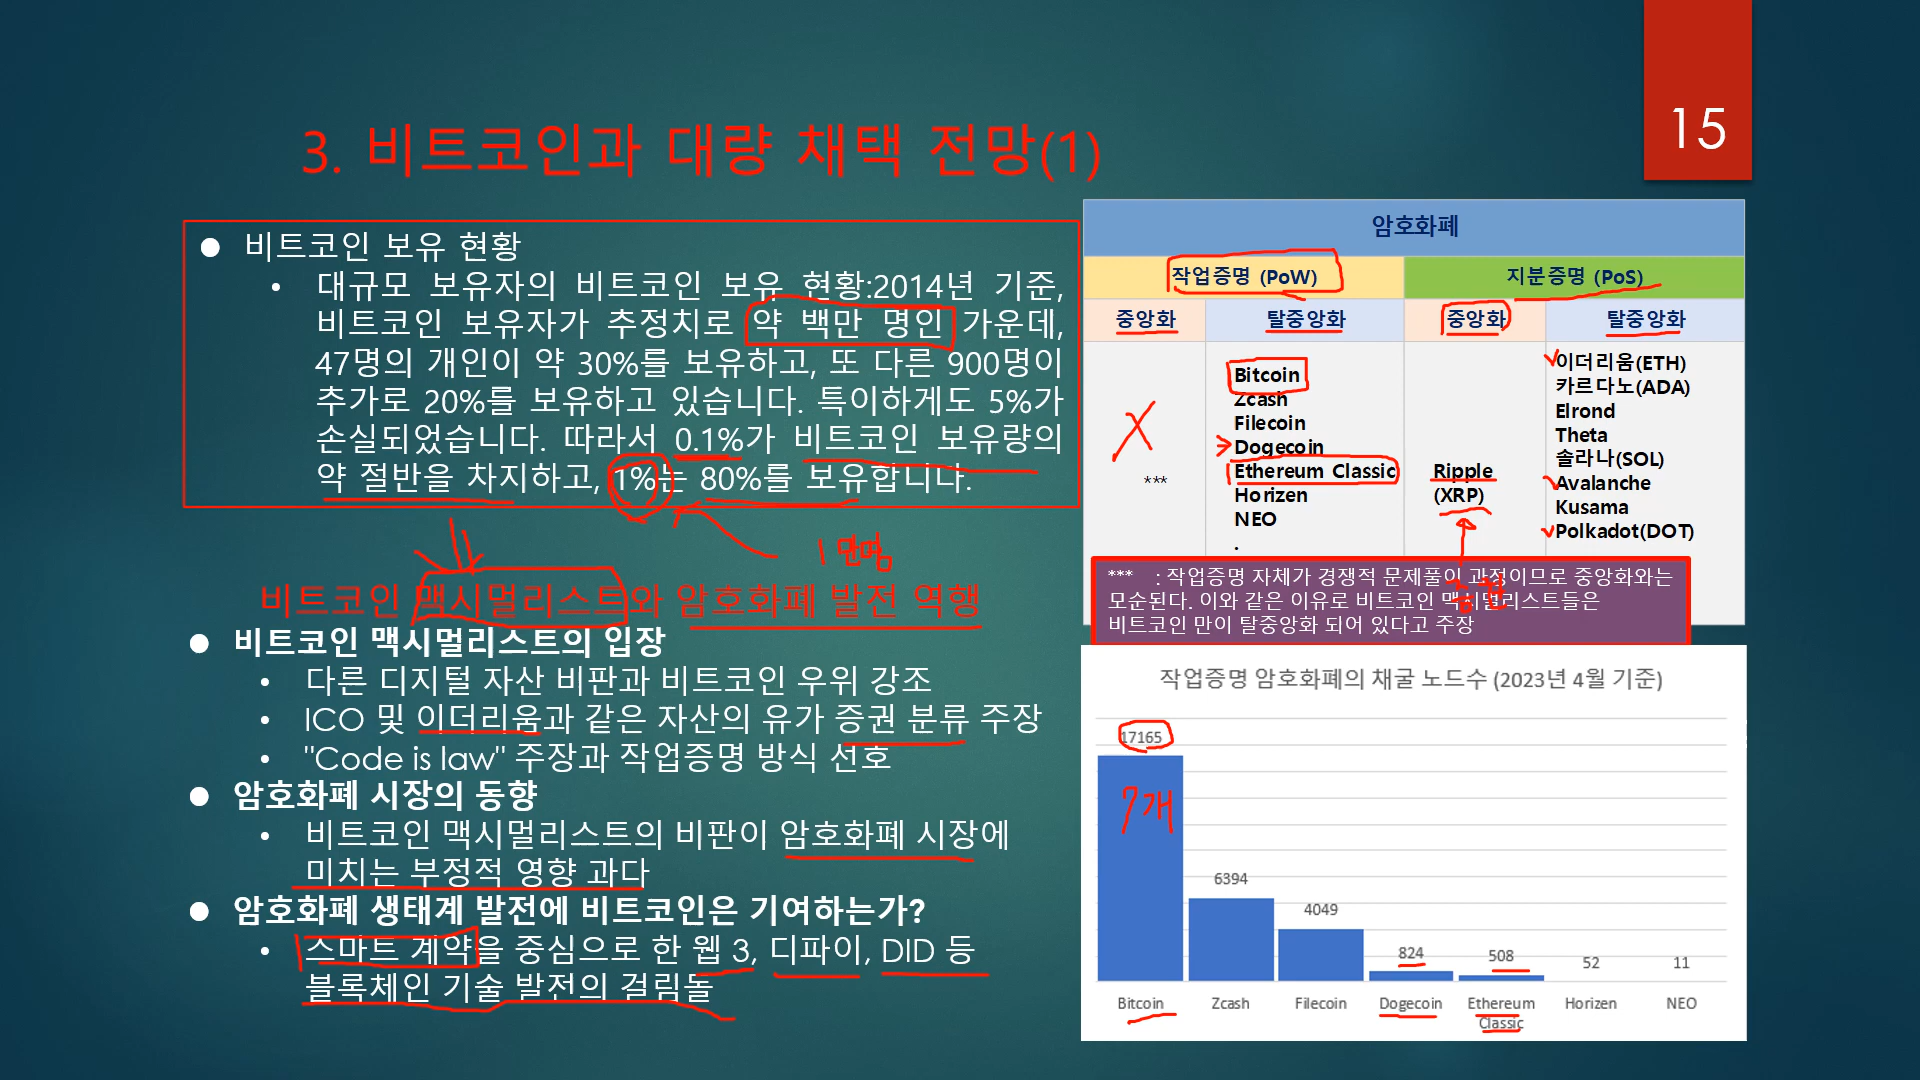 15
3. 비트코인과 대량 채택 전망(1)
● 비트코인 보유 현황
• 대규모 보유자의 비트코인 보유 현황:2014년 기준,
비트코인 보유자가 추정치로 약 백만 명인 가운데,
47명의 개인이 약 30%를 보유하고, 또 다른 900명이
추가로 20%를 보유하고 있습니다. 특이하게도 5%가
손실되었습니다. 따라서 0.1%가 비트코인 보유량의
약 절반을 차지하고, 1%는 80%를 보유합니다.
1만명
비트코인 맥시멀리스트와 암호화폐 발전 역행
● 비트코인 맥시멀리스트의 입장
• 다른 디지털 자산 비판과 비트코인 우위 강조
• ICO 및 이더리움과 같은 자산의 유가 증권 분류 주장
• "Code is law" 주장과 작업증명 방식 선호
● 암호화폐 시장의 동향
• 비트코인 맥시멀리스트의 비판이 암호화폐 시장에
미치는 부정적 영향 과다
● 암호화폐 생태계 발전에 비트코인은 기여하는가?
• 스마트 계약을 중심으로 한 웹 3, 디파이, DID 등
블록체인 기술 발전의 걸림돌
암호화폐
작업증명 (PoW)
지분증명 (PoS)
중앙화
탈중앙화
중앙화
탈중앙화
***
Bitcoin
Zcash
Filecoin
Dogecoin
Ethereum Classic
Horizen
NEO
.
Ripple
(XRP)
이더리움(ETH)
카르다노(ADA)
Elrond
Theta
솔라나(SOL)
Avalanche
Kusama
Polkadot(DOT)
*** : 작업증명 자체가 경쟁적 문제풀이 과정이므로 중앙화와는
모순된다. 이와 같은 이유로 비트코인 맥시멀리스트들은
비트코인 만이 탈중앙화 되어 있다고 주장
작업증명 암호화폐의 채굴 노드수 (2023년 4월 기준)
17165
7개
6394
4049
824
508
52
11
Bitcoin
Zcash
Filecoin
Dogecoin
Ethereum
Classic
Horizen
NEO